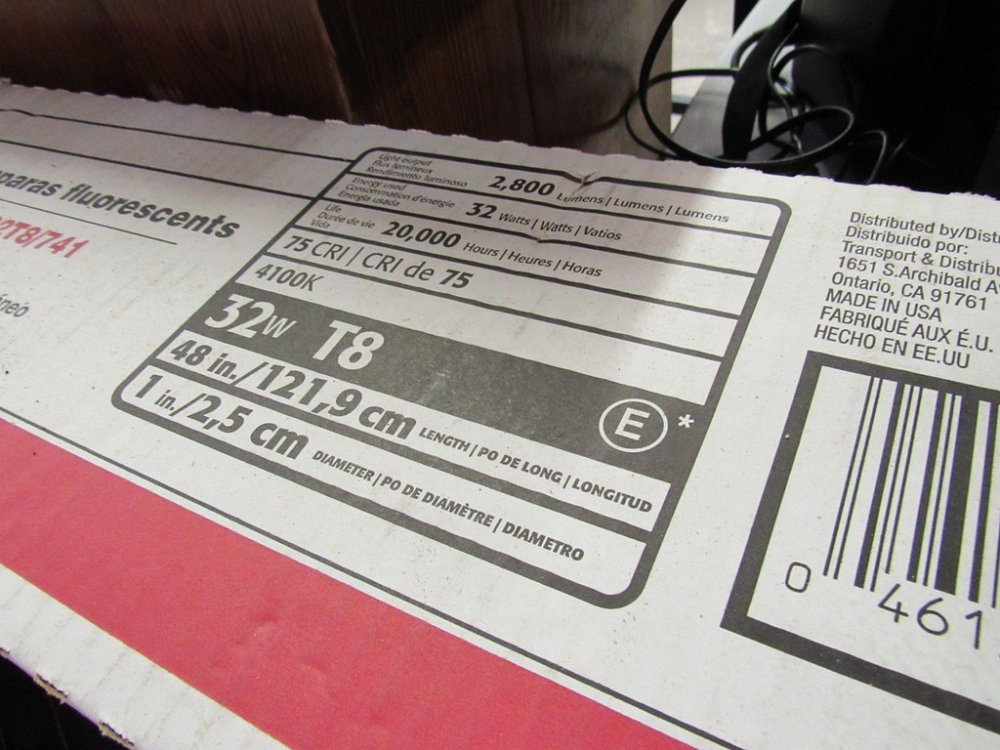 paras fluorescents
2T8/741
Light output
Flux lumineux
Rendimiento luminoso
2,800 Lumens | Lumens | Lumens
Energy used
Consommation d'énergie
Energia usada
32 Watts | Watts | Vatios
Life
Durée de vie
Vida
20,000 Hours | Heures | Horas
75 CRI | CRI de 75
4100K
32W T8
E *
48 in./121,9 cm LENGTH | PO DE LONG | LONGITUD
1 in./2,5 cm DIAMETER | PO DE DIAMÈTRE | DIAMETRO
Distributed by/Dist
Distribuido por:
Transport & Distribu
1651 S.Archibald Av
Ontario, CA 91761
MADE IN USA
FABRIQUÉ AUX É.U.
HECHO EN EE.UU
0 461